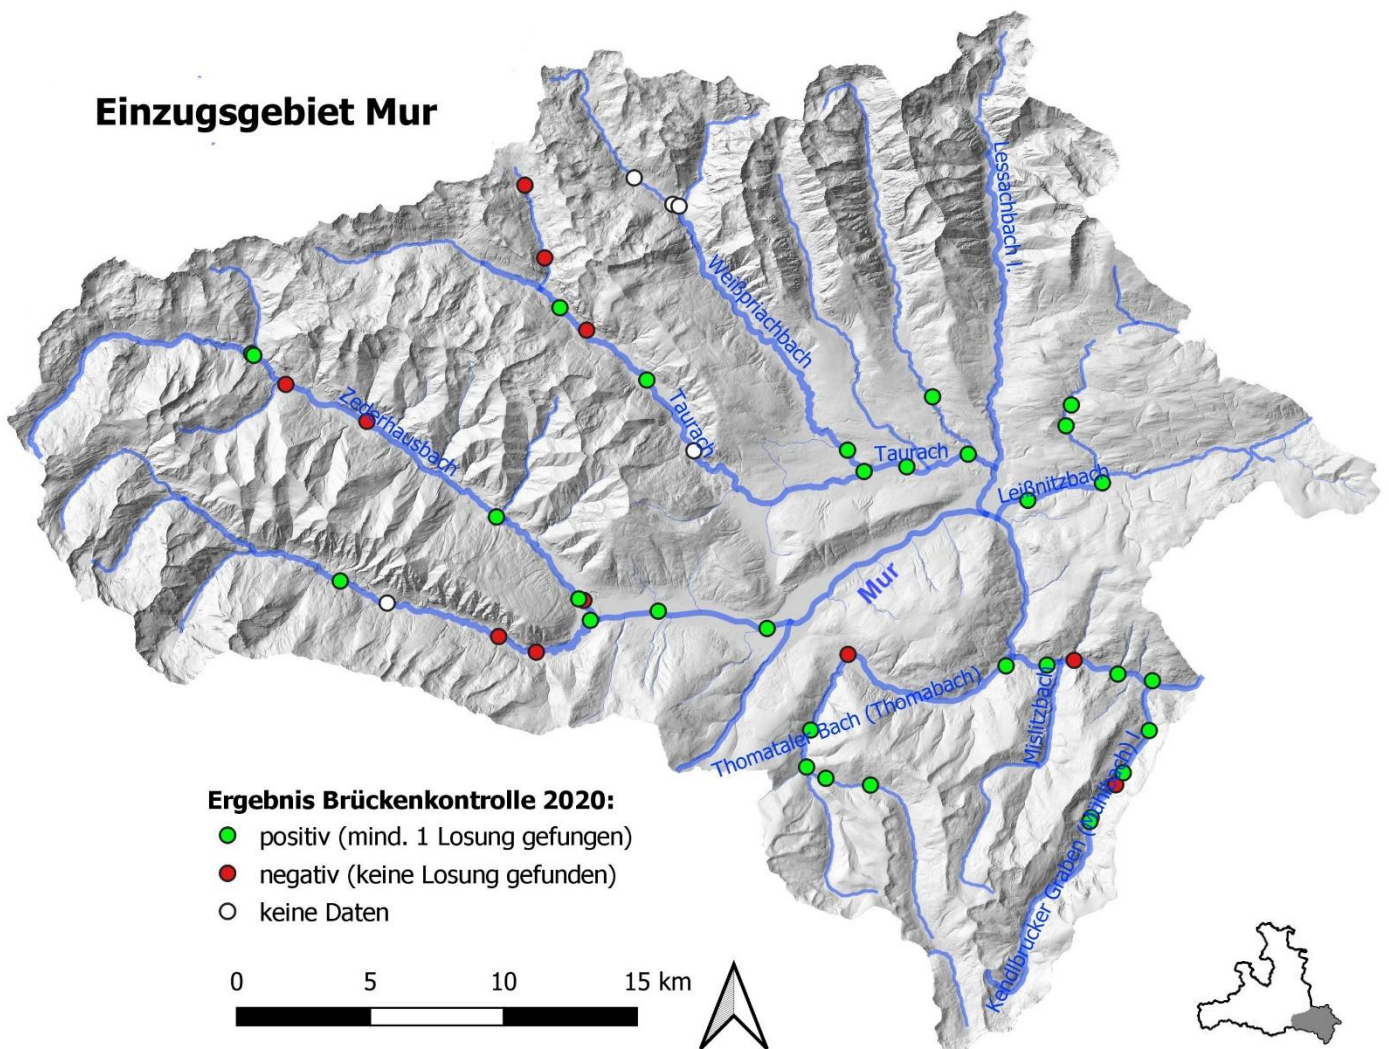 Einzugsgebiet Mur
Lessachbach l.
Weißpriachbach
Zederhausbach
Taurach
Taurach
Leißnitzbach
Mur
Thomataler Bach (Thomabach)
Mislitzbach
Kendlbrucker Graben (Mühlbach) l.
Ergebnis Brückenkontrolle 2020:
positiv (mind. 1 Losung gefungen)
negativ (keine Losung gefunden)
keine Daten
0 5 10 15 km